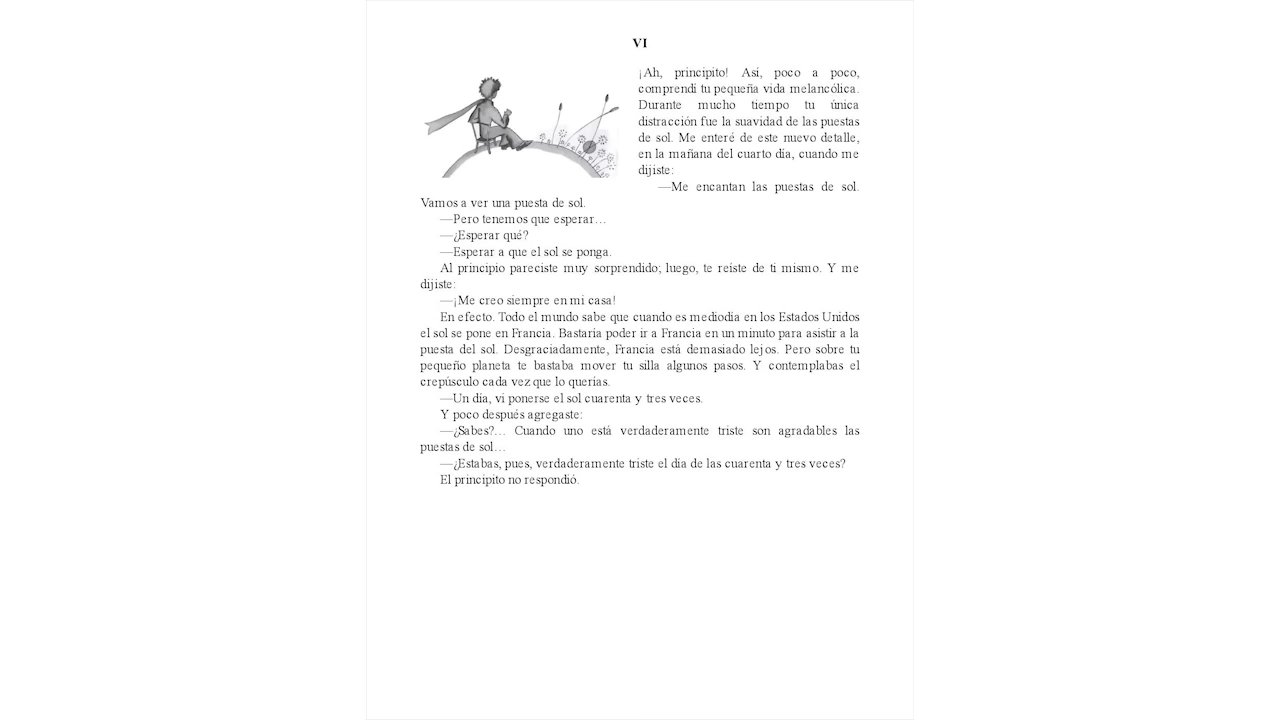 VI
¡Ah, principito! Así, poco a poco,
comprendí tu pequeña vida melancólica.
Durante mucho tiempo tu única
distracción fue la suavidad de las puestas
de sol. Me enteré de este nuevo detalle,
en la mañana del cuarto día, cuando me
dijiste:
—Me encantan las puestas de sol.
Vamos a ver una puesta de sol.
—Pero tenemos que esperar…
—¿Esperar qué?
—Esperar a que el sol se ponga.
Al principio pareciste muy sorprendido; luego, te reíste de ti mismo. Y me
dijiste:
—¡Me creo siempre en mi casa!
En efecto. Todo el mundo sabe que cuando es mediodía en los Estados Unidos
el sol se pone en Francia. Bastaría poder ir a Francia en un minuto para asistir a la
puesta del sol. Desgraciadamente, Francia está demasiado lejos. Pero sobre tu
pequeño planeta te bastaba mover tu silla algunos pasos. Y contemplabas el
crepúsculo cada vez que lo querías.
—Un día, vi ponerse el sol cuarenta y tres veces.
Y poco después agregaste:
—¿Sabes?… Cuando uno está verdaderamente triste son agradables las
puestas de sol…
—¿Estabas, pues, verdaderamente triste el día de las cuarenta y tres veces?
El principito no respondió.